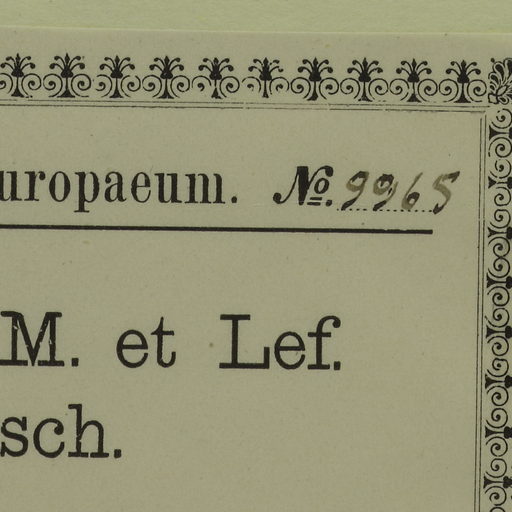 uropaeum. №. 9965
M. et Lef.
sch.